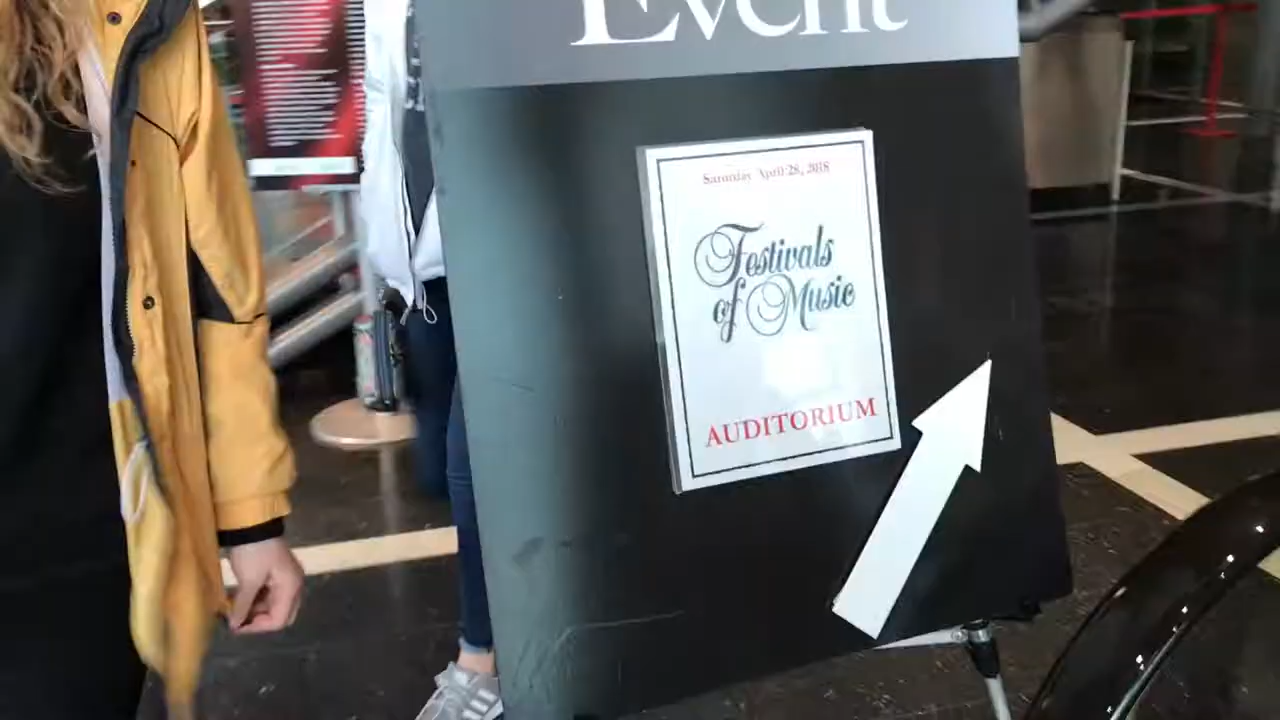 Event
Saturday April 28, 2018
Festivals
of Music
AUDITORIUM